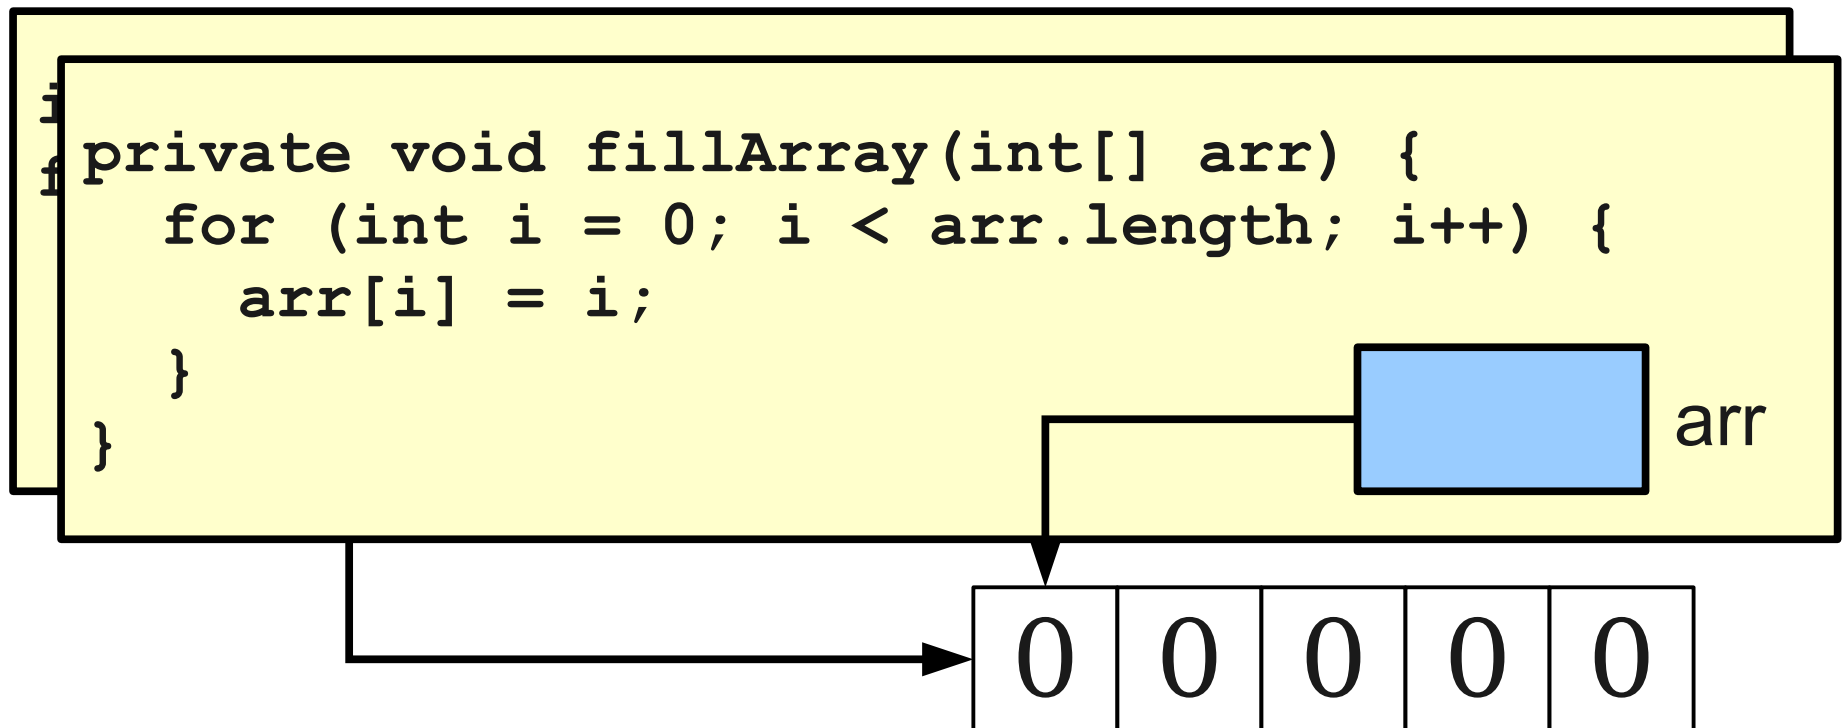 private void fillArray(int[] arr) {
for (int i = 0; i < arr.length; i++) {
arr[i] = i;
}
}
arr
0 0 0 0 0